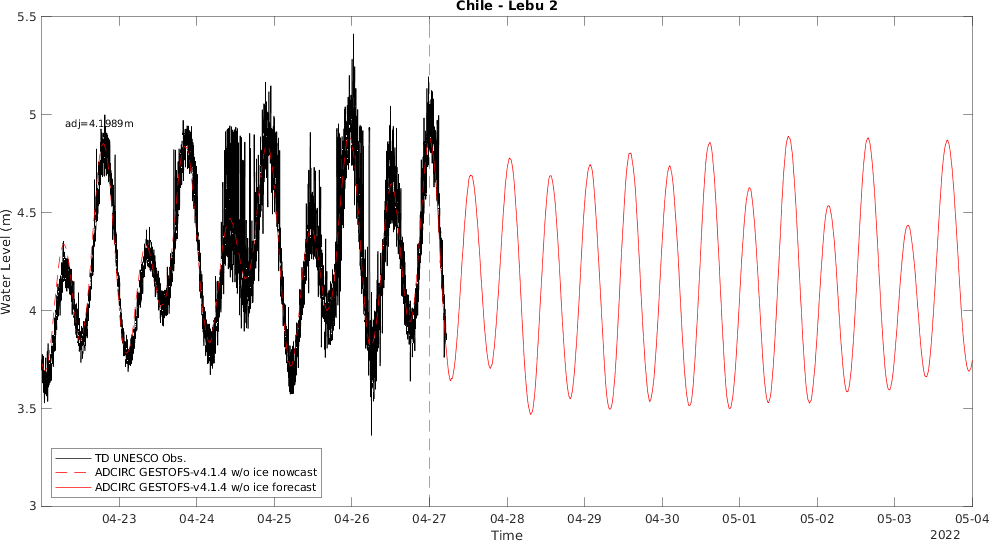 Chile - Lebu 2
5.5
5
4.5
4
3.5
3
Water Level (m)
adj=4.1989m
TD UNESCO Obs.
ADCIRC GESTOFS-v4.1.4 w/o ice nowcast
ADCIRC GESTOFS-v4.1.4 w/o ice forecast
04-23 04-24 04-25 04-26 04-27 04-28 04-29 04-30 05-01 05-02 05-03 05-04
Time
2022